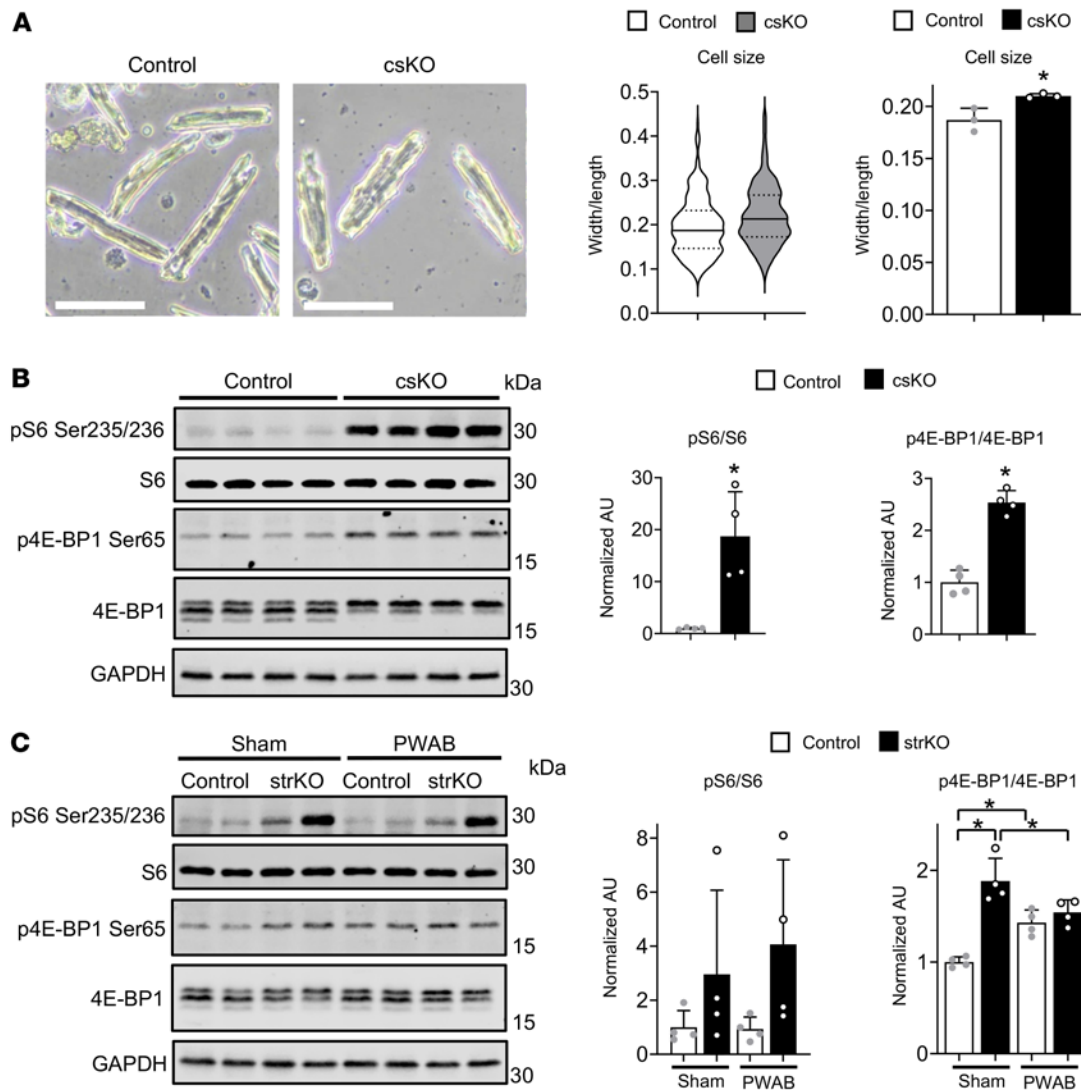 A
Control
csKO
Control csKO
Cell size
Width/length
0.5
0.4
0.3
0.2
0.1
0.0
Control csKO
Cell size
*
Width/length
0.20
0.15
0.10
0.05
0.00
B
Control csKO kDa
pS6 Ser235/236 30
S6 30
p4E-BP1 Ser65 15
4E-BP1 15
GAPDH 30
Control csKO
pS6/S6
*
Normalized AU
30
20
10
0
p4E-BP1/4E-BP1
*
Normalized AU
3
2
1
0
C
Sham PWAB kDa
Control strKO Control strKO
pS6 Ser235/236 30
S6 30
p4E-BP1 Ser65 15
4E-BP1 15
GAPDH 30
Control strKO
pS6/S6
Normalized AU
8
6
4
2
0
Sham PWAB
p4E-BP1/4E-BP1
*
* *
Normalized AU
2
1
0
Sham PWAB